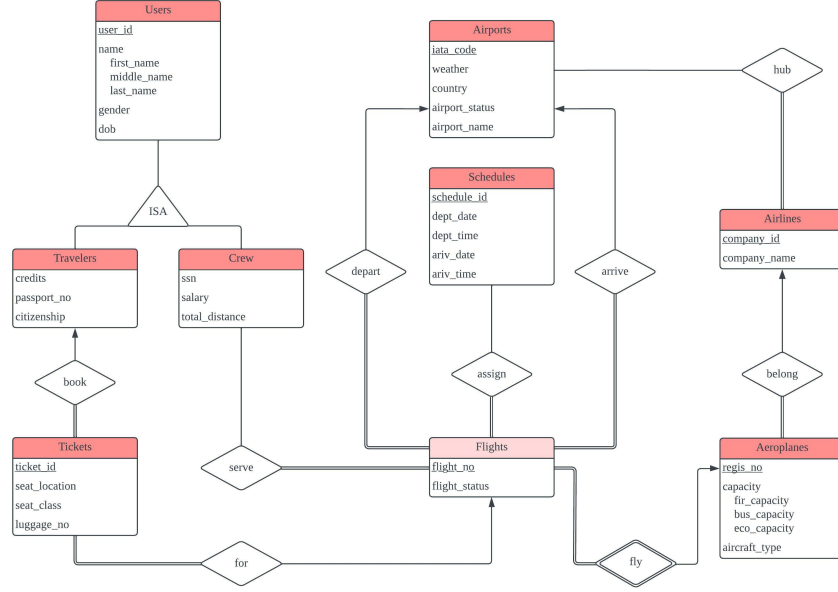 Users
user_id
name
first_name
middle_name
last_name
gender
dob
ISA
Travelers
credits
passport_no
citizenship
Crew
ssn
salary
total_distance
book
Tickets
ticket_id
seat_location
seat_class
luggage_no
serve
for
Airports
iata_code
weather
country
airport_status
airport_name
Schedules
schedule_id
dept_date
dept_time
ariv_date
ariv_time
depart
arrive
assign
Flights
flight_no
flight_status
hub
Airlines
company_id
company_name
belong
Aeroplanes
regis_no
capacity
fir_capacity
bus_capacity
eco_capacity
aircraft_type
fly